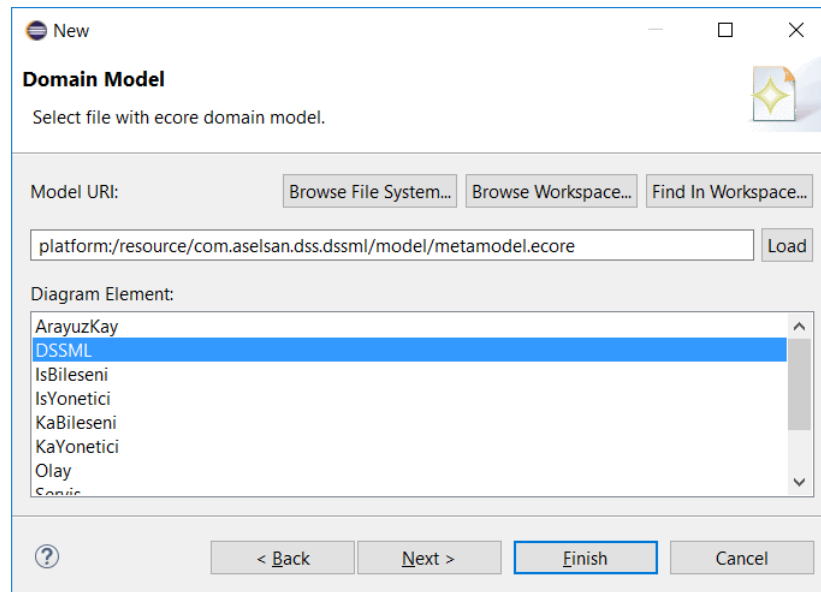 New
Domain Model
Select file with ecore domain model.
Model URI: Browse File System... Browse Workspace... Find In Workspace...
platform:/resource/com.aselsan.dss.dssml/model/metamodel.ecore Load
Diagram Element:
ArayuzKay
DSSML
IsBileseni
IsYonetici
KaBileseni
KaYonetici
Olay
Servis
? < Back Next > Finish Cancel